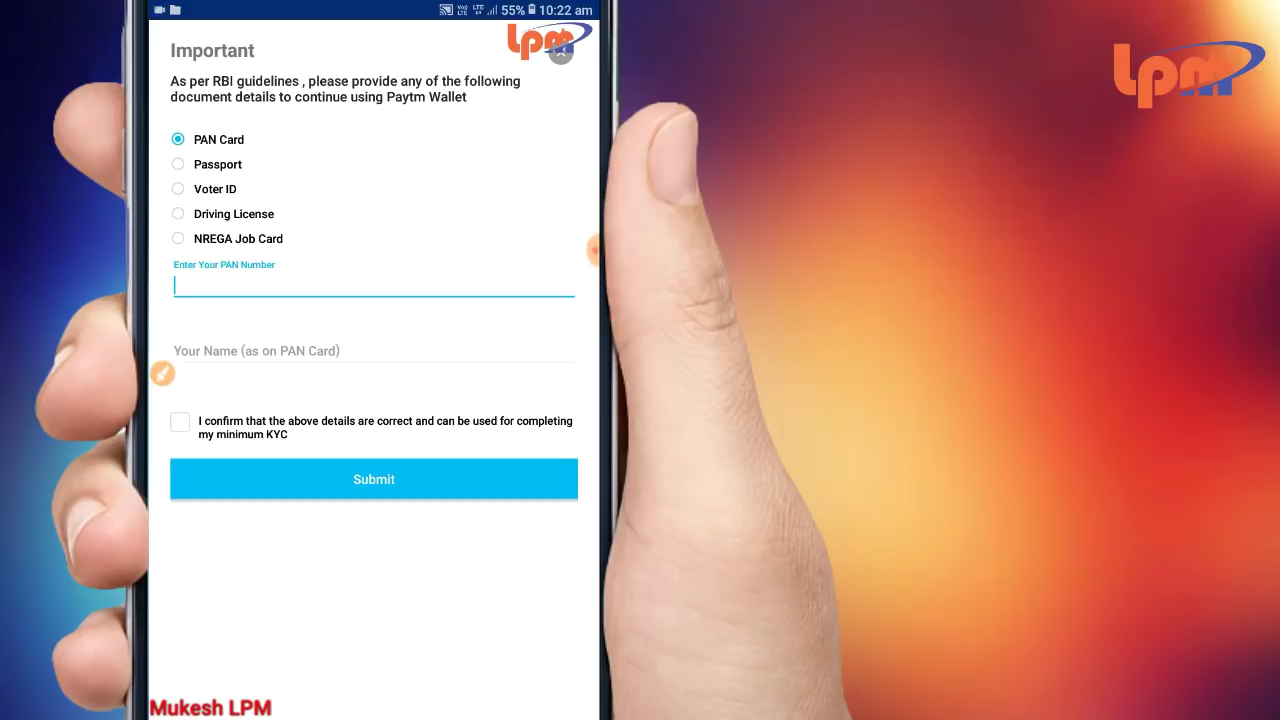 55% 10:22 am
lpm
lpm
Important
As per RBI guidelines , please provide any of the following
document details to continue using Paytm Wallet
PAN Card
Passport
Voter ID
Driving License
NREGA Job Card
Enter Your PAN Number
Your Name (as on PAN Card)
I confirm that the above details are correct and can be used for completing
my minimum KYC
Submit
Mukesh LPM